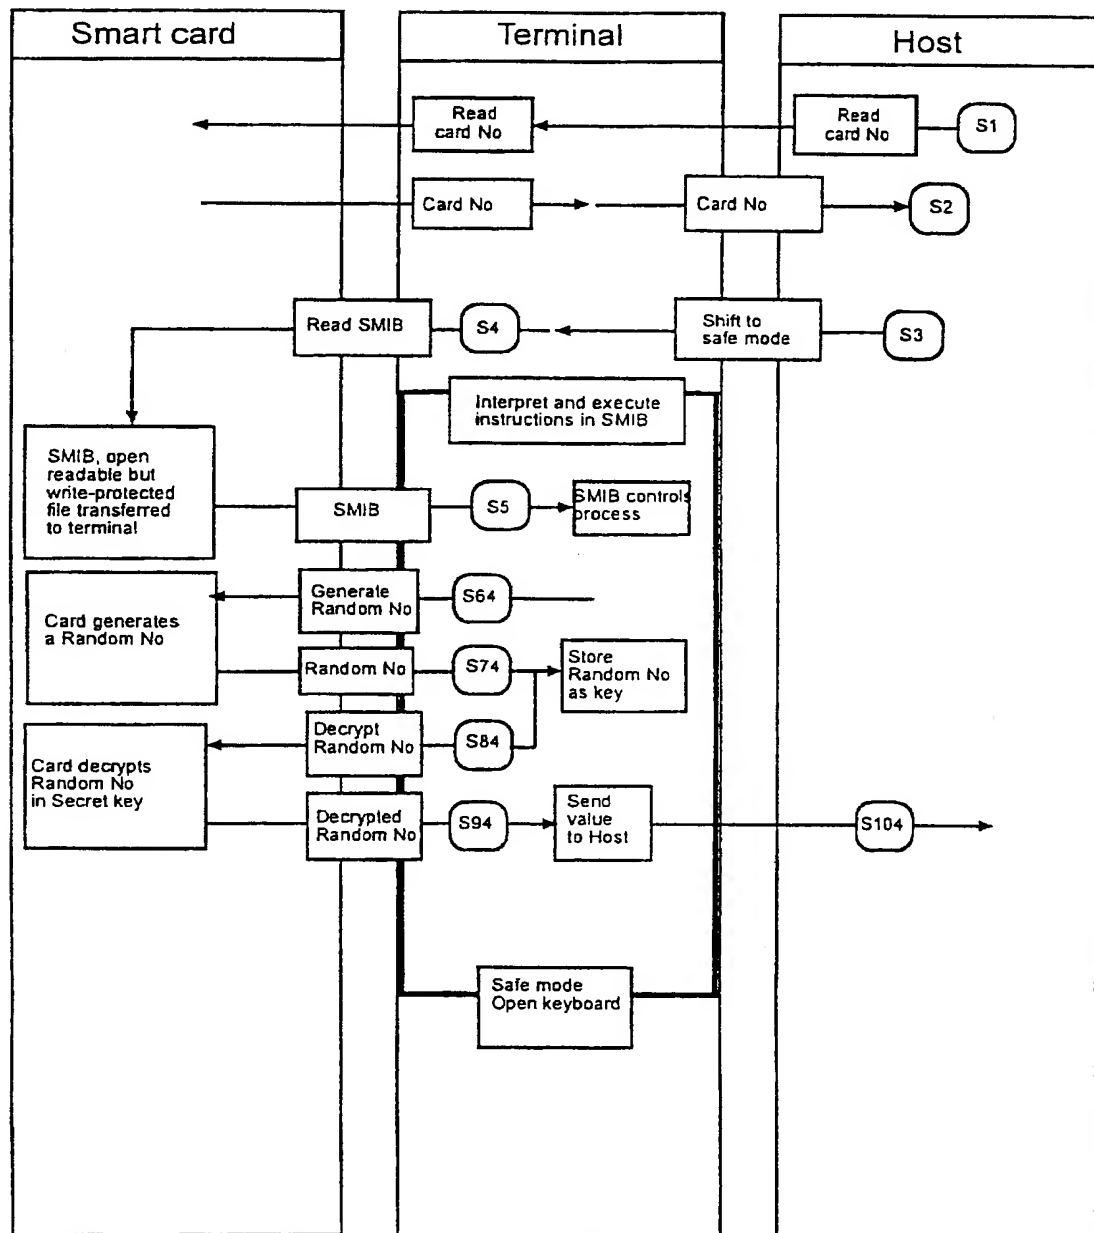 Smart card
Terminal
Host
Read
card No
Read
card No
S1
Card No
Card No
S2
Read SMIB
S4
Shift to
safe mode
S3
Interpret and execute
instructions in SMIB
SMIB, open
readable but
write-protected
file transferred
to terminal
SMIB
S5
SMIB controls
process
Generate
Random No
S64
Card generates
a Random No
Random No
S74
Store
Random No
as key
Decrypt
Random No
S84
Card decrypts
Random No
in Secret key
Decrypted
Random No
S94
Send
value
to Host
S104
Safe mode
Open keyboard